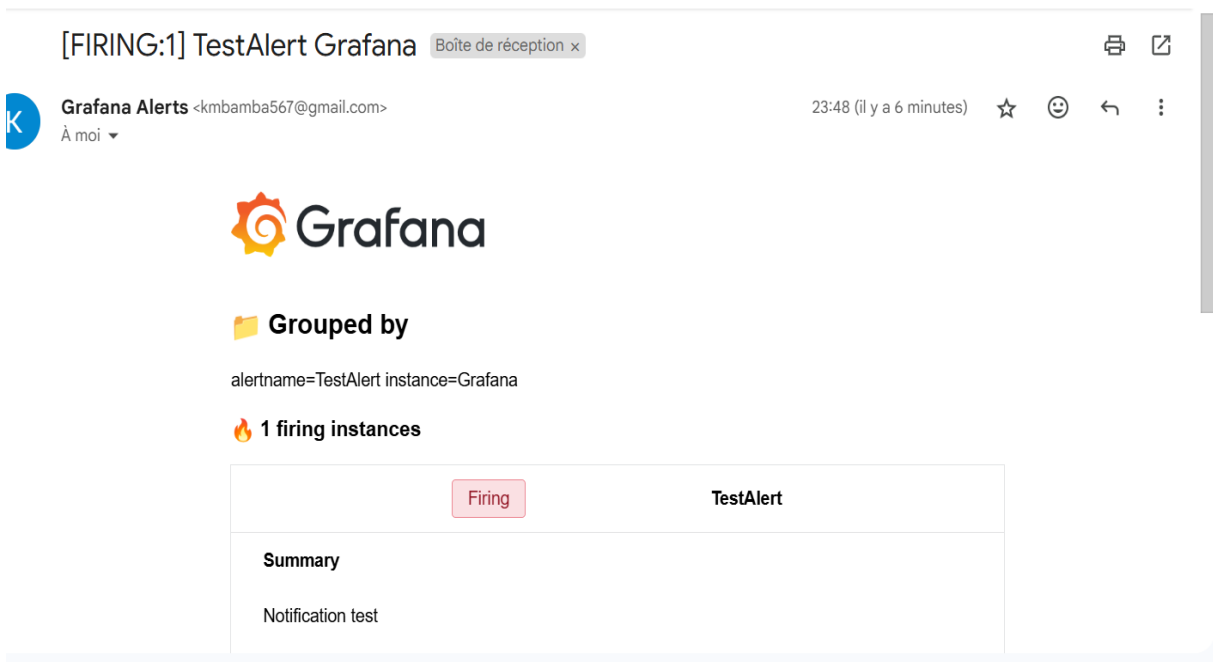 [FIRING:1] TestAlert Grafana Boîte de réception ×
Grafana Alerts <kmbamba567@gmail.com> 23:48 (il y a 6 minutes)
K
À moi
Grafana
📁 Grouped by
alertname=TestAlert instance=Grafana
🔥 1 firing instances
Firing TestAlert
Summary
Notification test